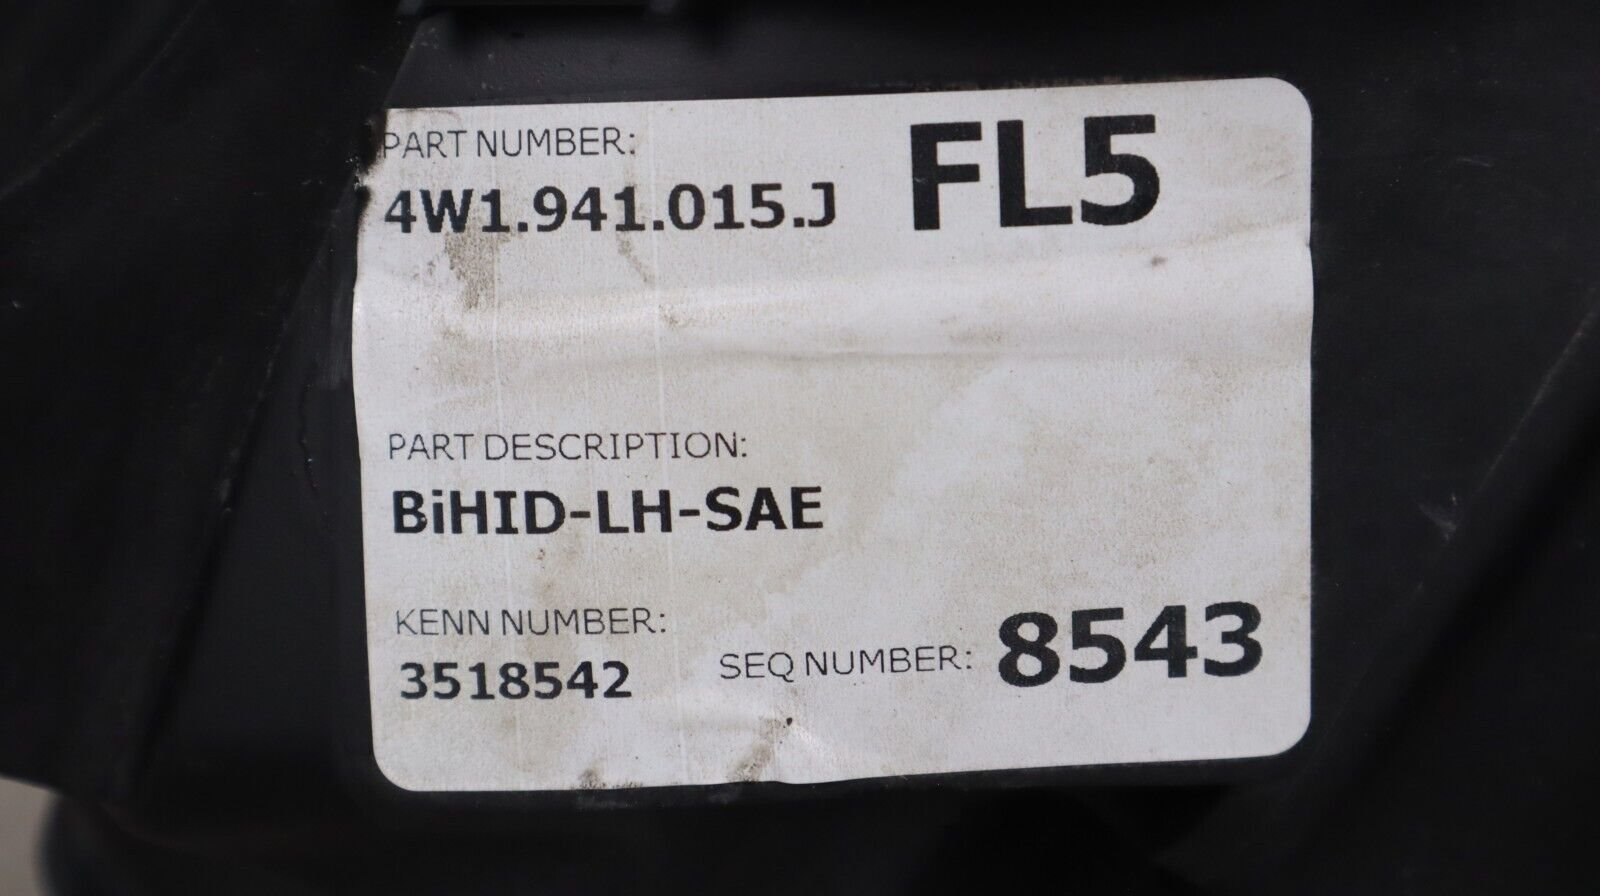 PART NUMBER:
4W1.941.015.J
FL5
PART DESCRIPTION:
BiHID-LH-SAE
KENN NUMBER:
3518542
SEQ NUMBER: 8543